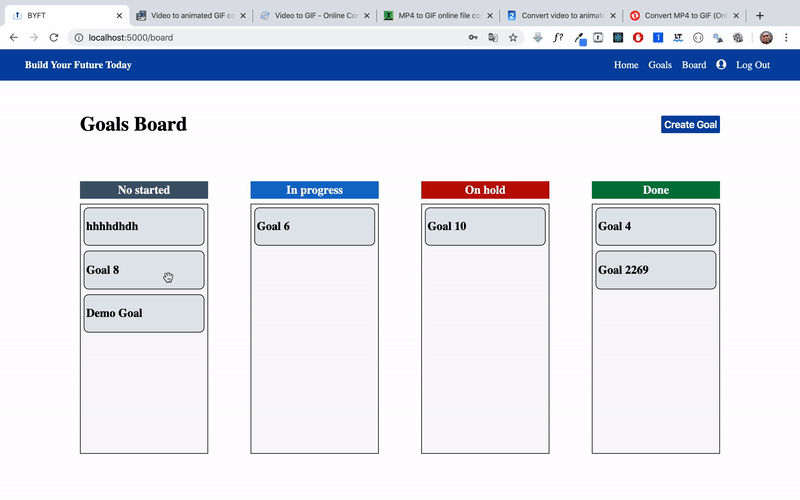 BYFT
Video to animated GIF co
Video to GIF - Online Co
MP4 to GIF online file co
Convert video to animat
Convert MP4 to GIF (Onl
localhost:5000/board
Build Your Future Today
Home Goals Board Log Out
Goals Board
Create Goal
No started
In progress
On hold
Done
hhhhdhdh
Goal 6
Goal 10
Goal 4
Goal 8
Goal 2269
Demo Goal